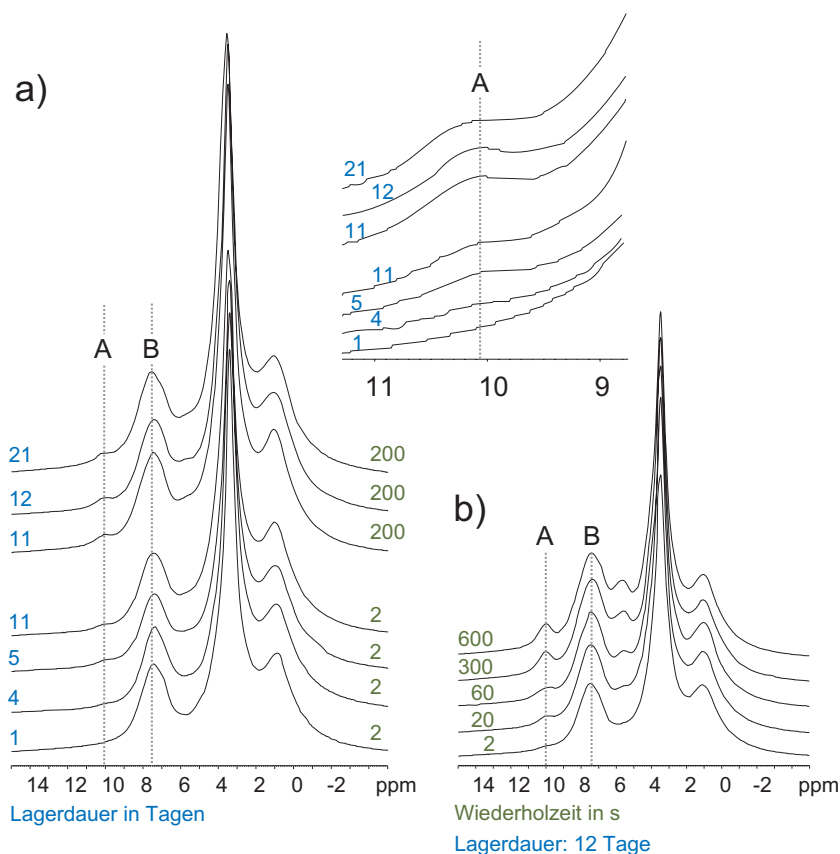 a)
A
21
12
11
11
5
4
1
11 10 9
A B
21 200
12 200
11 200
11 2
5 2
4 2
1 2
14 12 10 8 6 4 2 0 -2 ppm
Lagerdauer in Tagen
b)
A B
600
300
60
20
2
14 12 10 8 6 4 2 0 -2 ppm
Wiederholzeit in s
Lagerdauer: 12 Tage